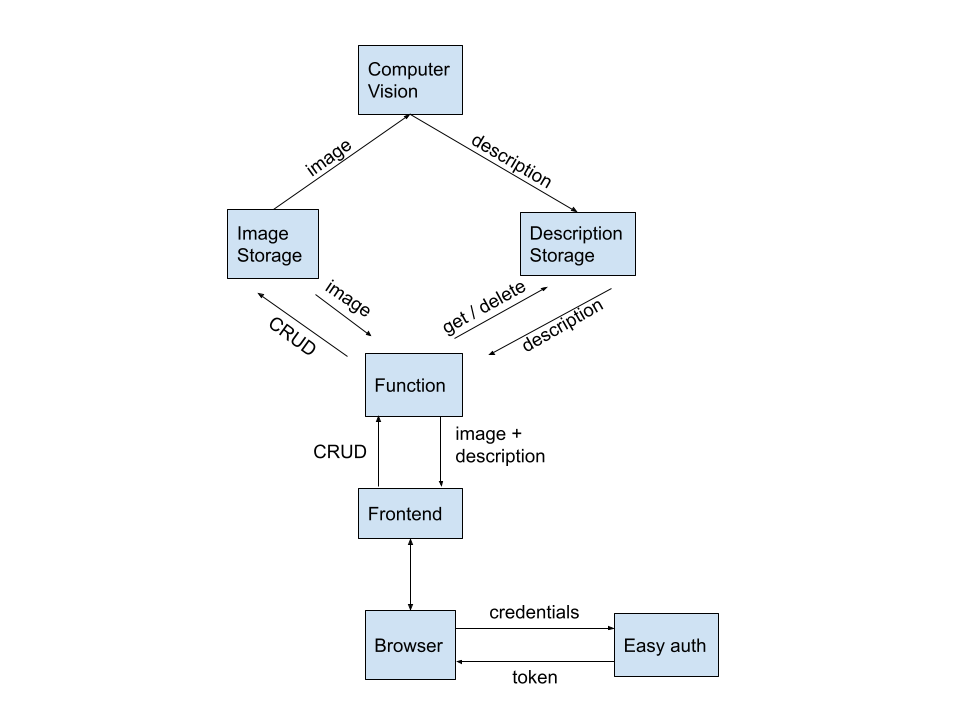 Computer
Vision
image
description
Image
Storage
Description
Storage
image
get / delete
CRUD
description
Function
CRUD
image +
description
Frontend
credentials
Browser
Easy auth
token